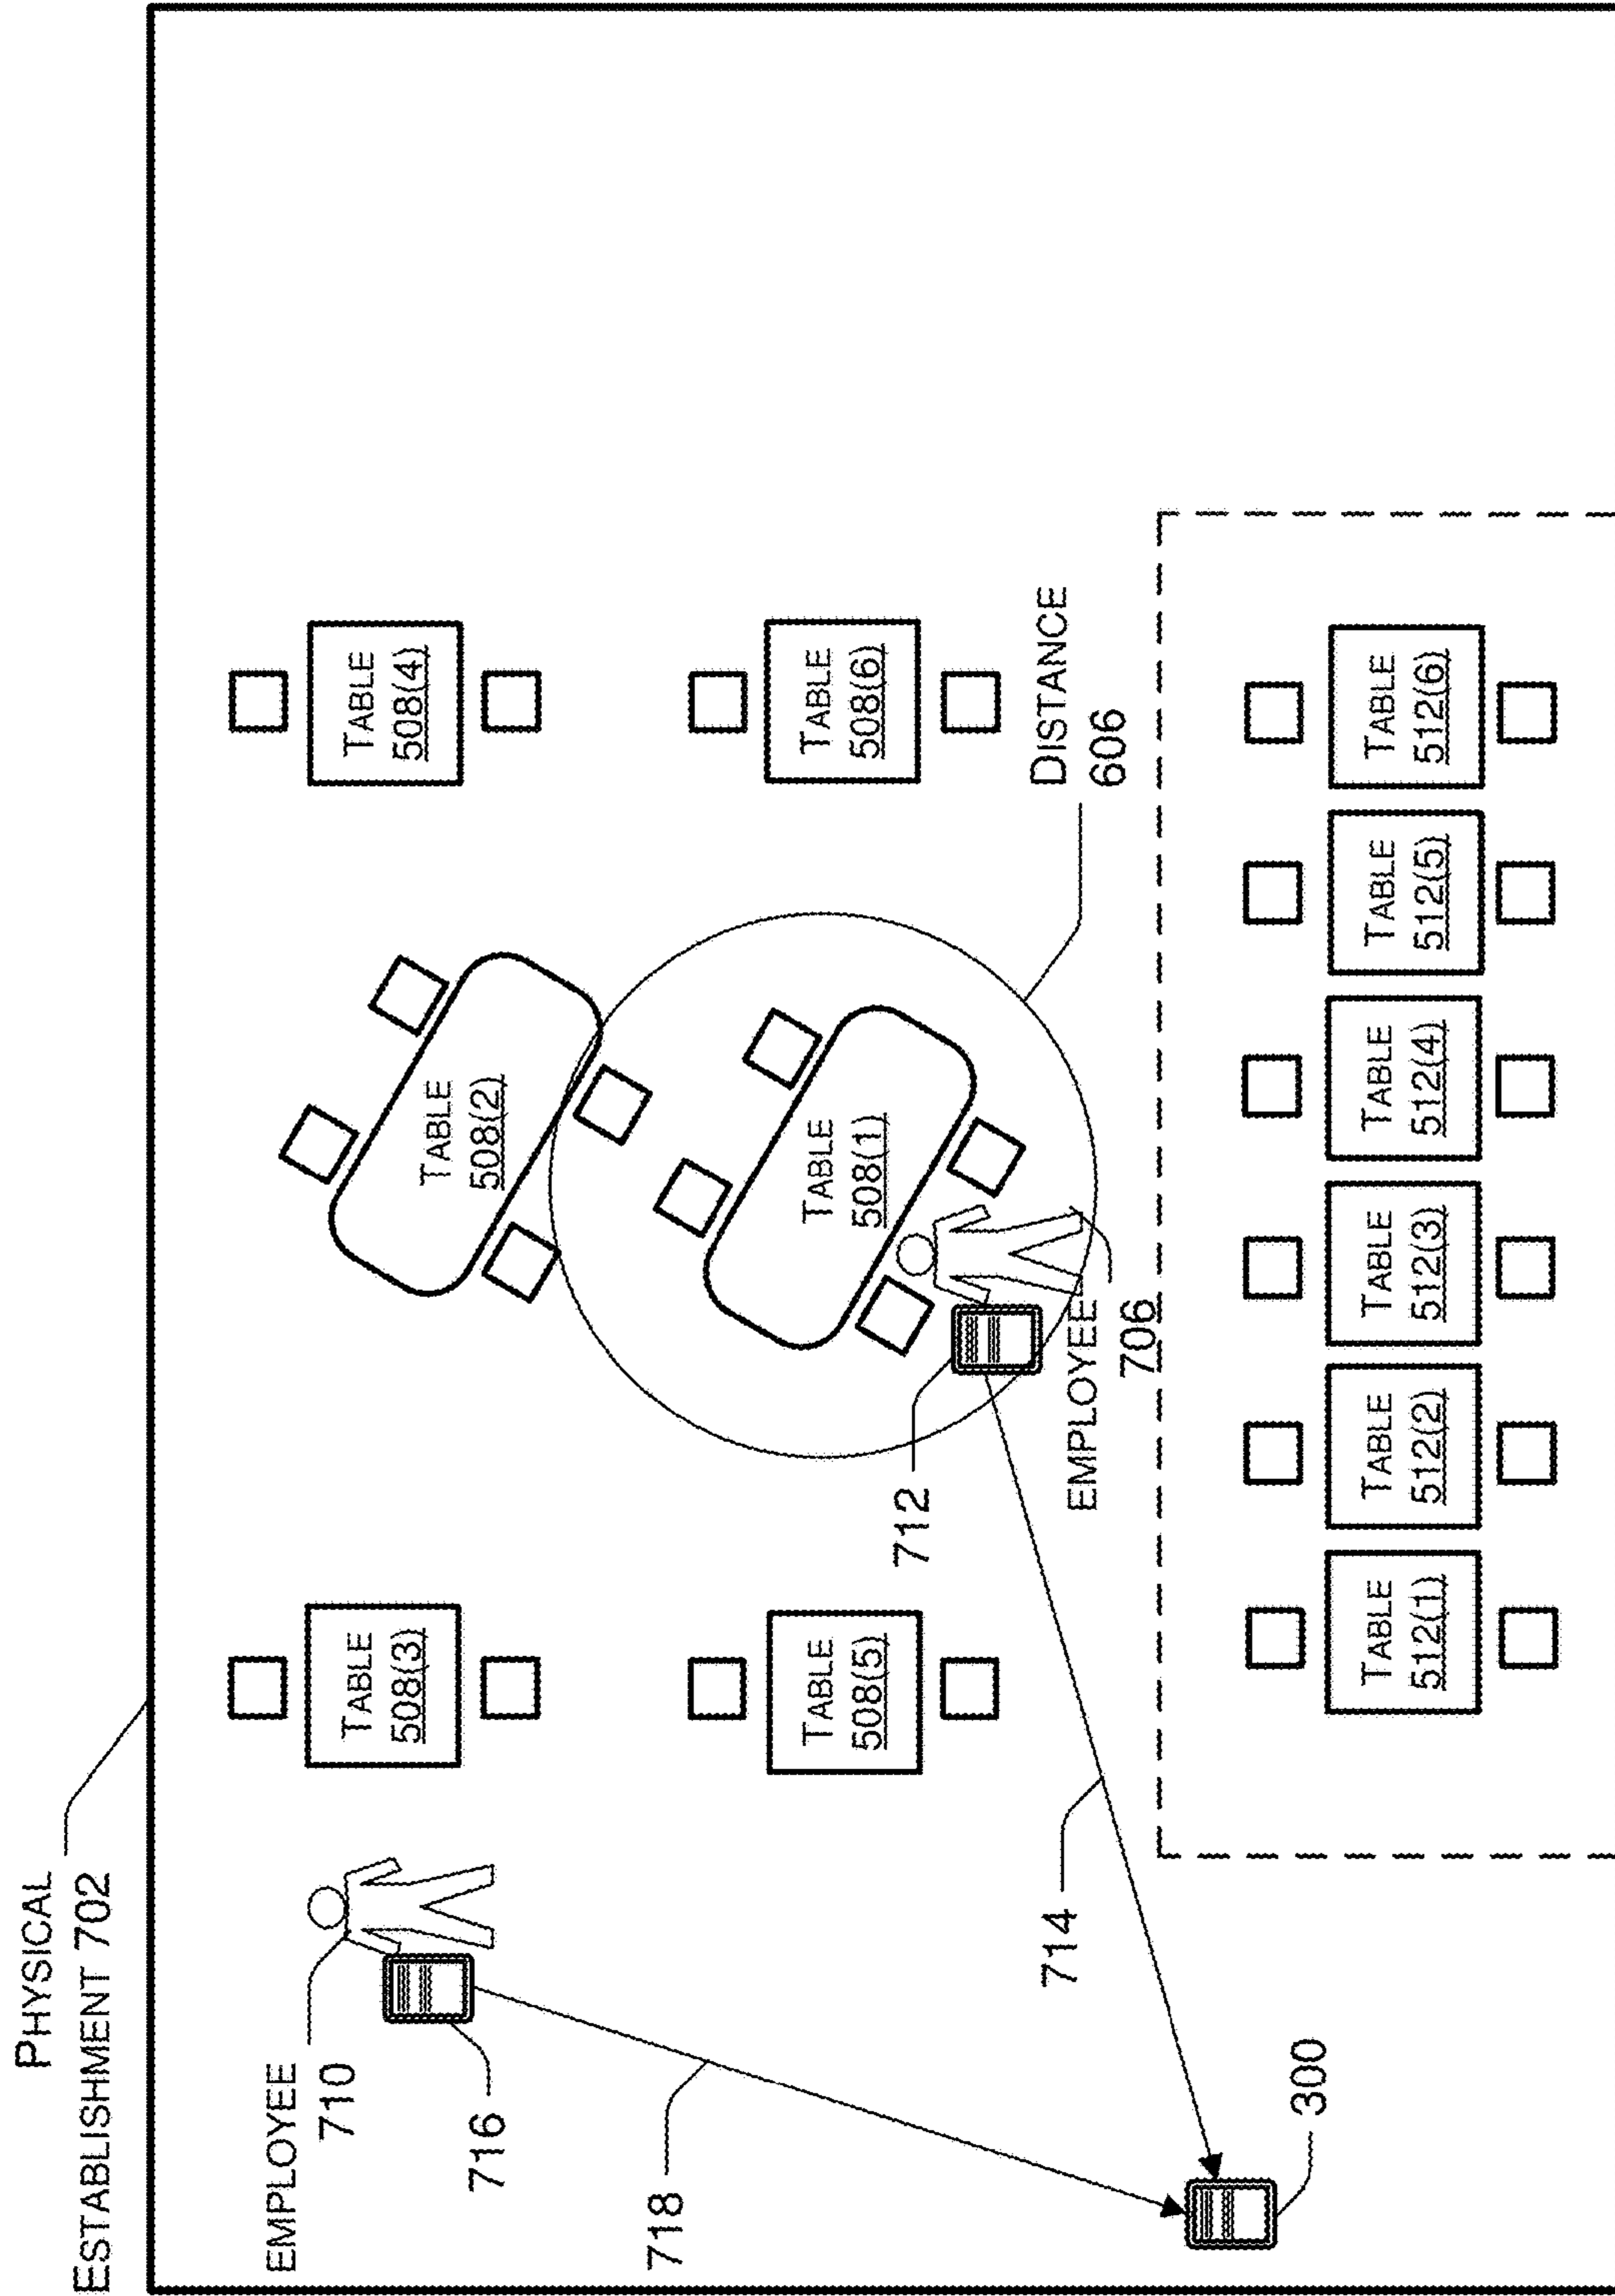 PHYSICAL
ESTABLISHMENT 702
EMPLOYEE
710
716
718
TABLE
508(3)
TABLE
508(2)
TABLE
508(4)
TABLE
508(5)
TABLE
508(1)
TABLE
508(6)
712
714
EMPLOYEE
706
DISTANCE
606
300
TABLE
512(1)
TABLE
512(2)
TABLE
512(3)
TABLE
512(4)
TABLE
512(5)
TABLE
512(6)